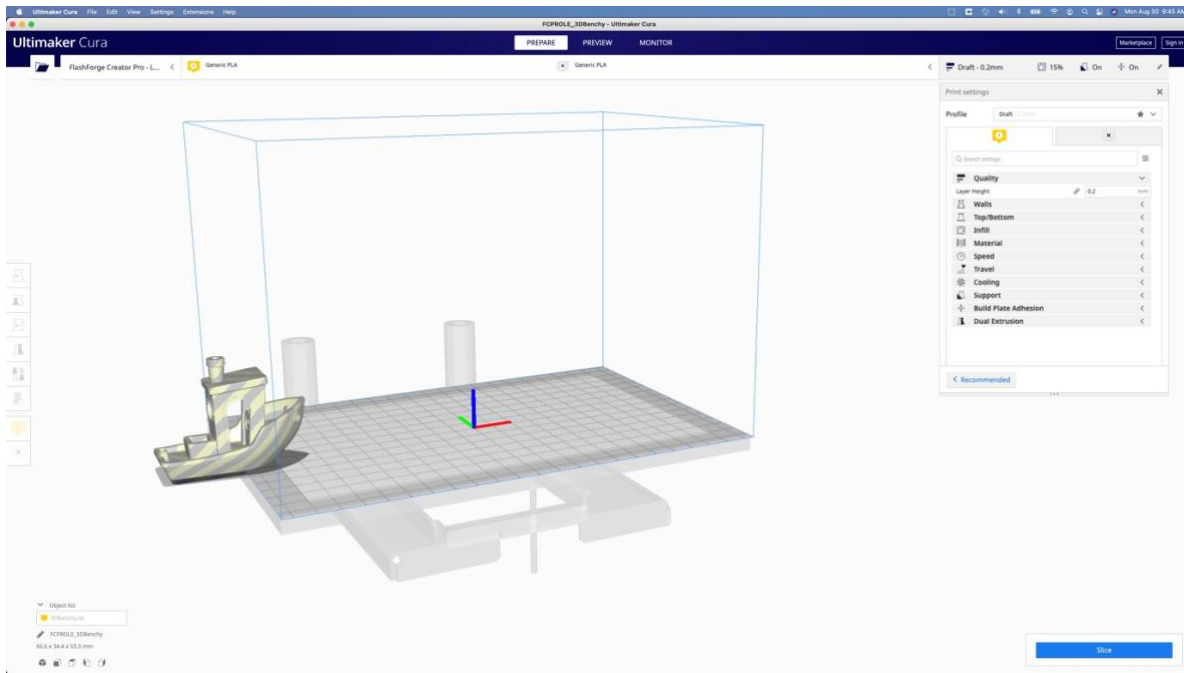 Ultimaker Cura File Edit View Settings Extensions Help
Mon Aug 30 9:45 AM
FCPROLE_3DBenchy - Ultimaker Cura
Ultimaker Cura
PREPARE PREVIEW MONITOR
Marketplace
Sign in
FlashForge Creator Pro - L...
Generic PLA
Generic PLA
Draft - 0.2mm 15% On On
Print settings
Profile Draft 0.2mm
Search settings
Quality
Layer Height 0.2 mm
Walls
Top/Bottom
Infill
Material
Speed
Travel
Cooling
Support
Build Plate Adhesion
Dual Extrusion
Recommended
Object list
3DBenchy.stl
FCPROLE_3DBenchy
66.6 x 34.4 x 53.3 mm
Slice